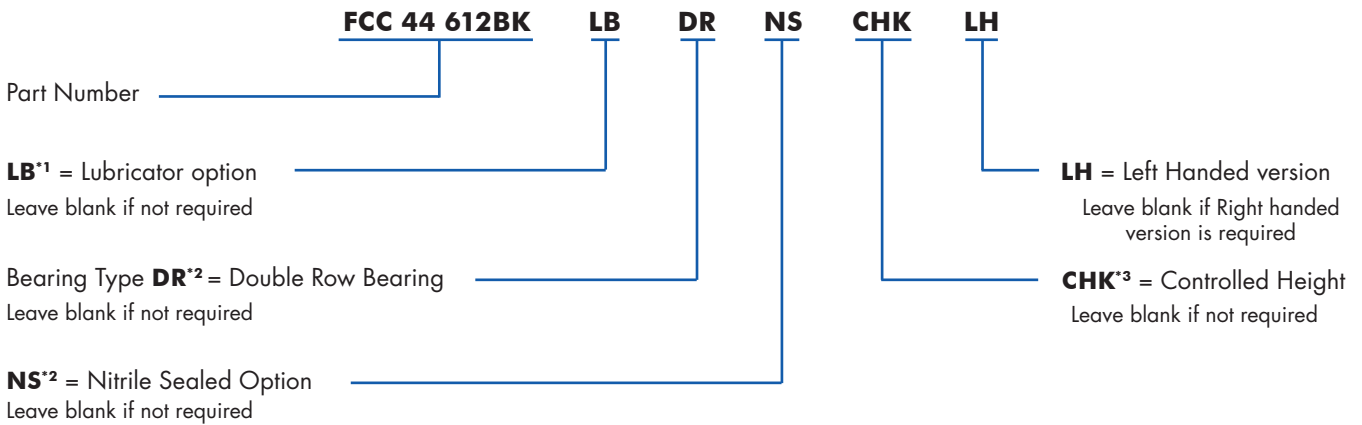 FCC 44 612BK LB DR NS CHK LH
Part Number
LB*1 = Lubricator option
Leave blank if not required
LH = Left Handed version
Leave blank if Right handed
version is required
Bearing Type DR*2 = Double Row Bearing
Leave blank if not required
CHK*3 = Controlled Height
Leave blank if not required
NS*2 = Nitrile Sealed Option
Leave blank if not required